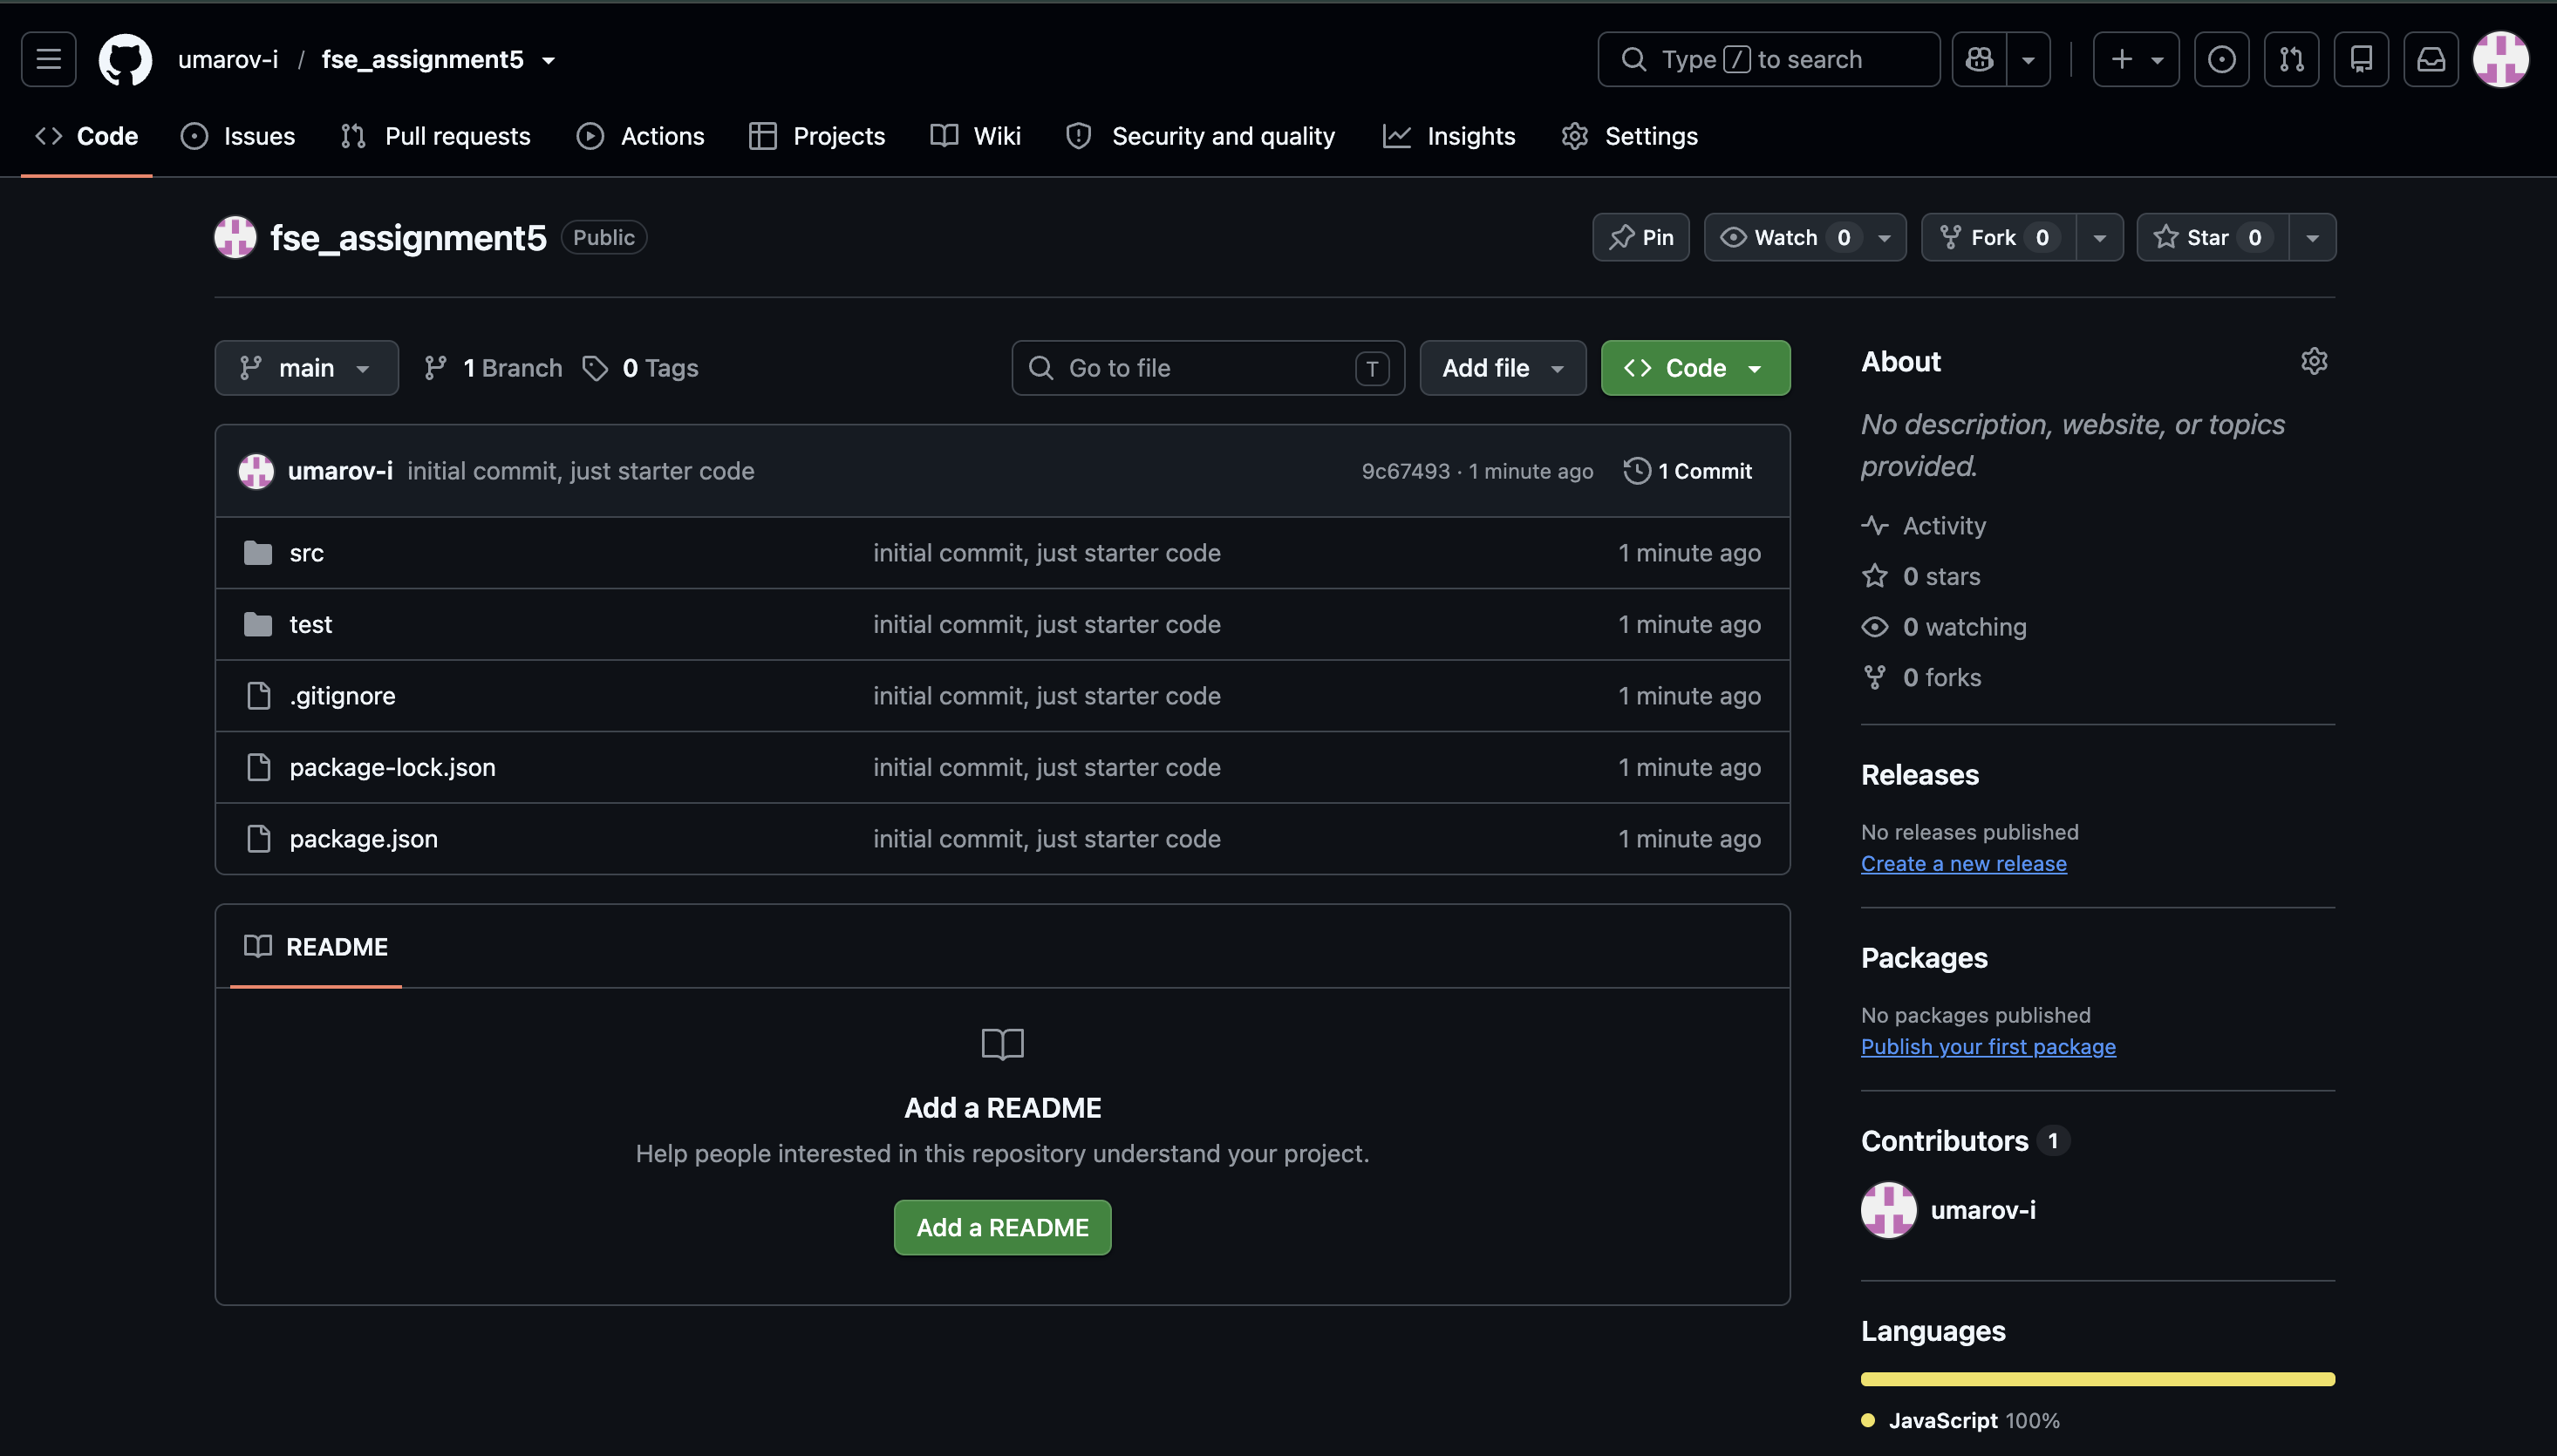 umarov-i / fse_assignment5
Type / to search
Code
Issues
Pull requests
Actions
Projects
Wiki
Security and quality
Insights
Settings
fse_assignment5 Public
Pin
Watch 0
Fork 0
Star 0
main
1 Branch
0 Tags
Go to file T
Add file
Code
umarov-i initial commit, just starter code 9c67493 · 1 minute ago 1 Commit
src initial commit, just starter code 1 minute ago
test initial commit, just starter code 1 minute ago
.gitignore initial commit, just starter code 1 minute ago
package-lock.json initial commit, just starter code 1 minute ago
package.json initial commit, just starter code 1 minute ago
README
Add a README
Help people interested in this repository understand your project.
Add a README
About
No description, website, or topics
provided.
Activity
0 stars
0 watching
0 forks
Releases
No releases published
Create a new release
Packages
No packages published
Publish your first package
Contributors 1
umarov-i
Languages
JavaScript 100%